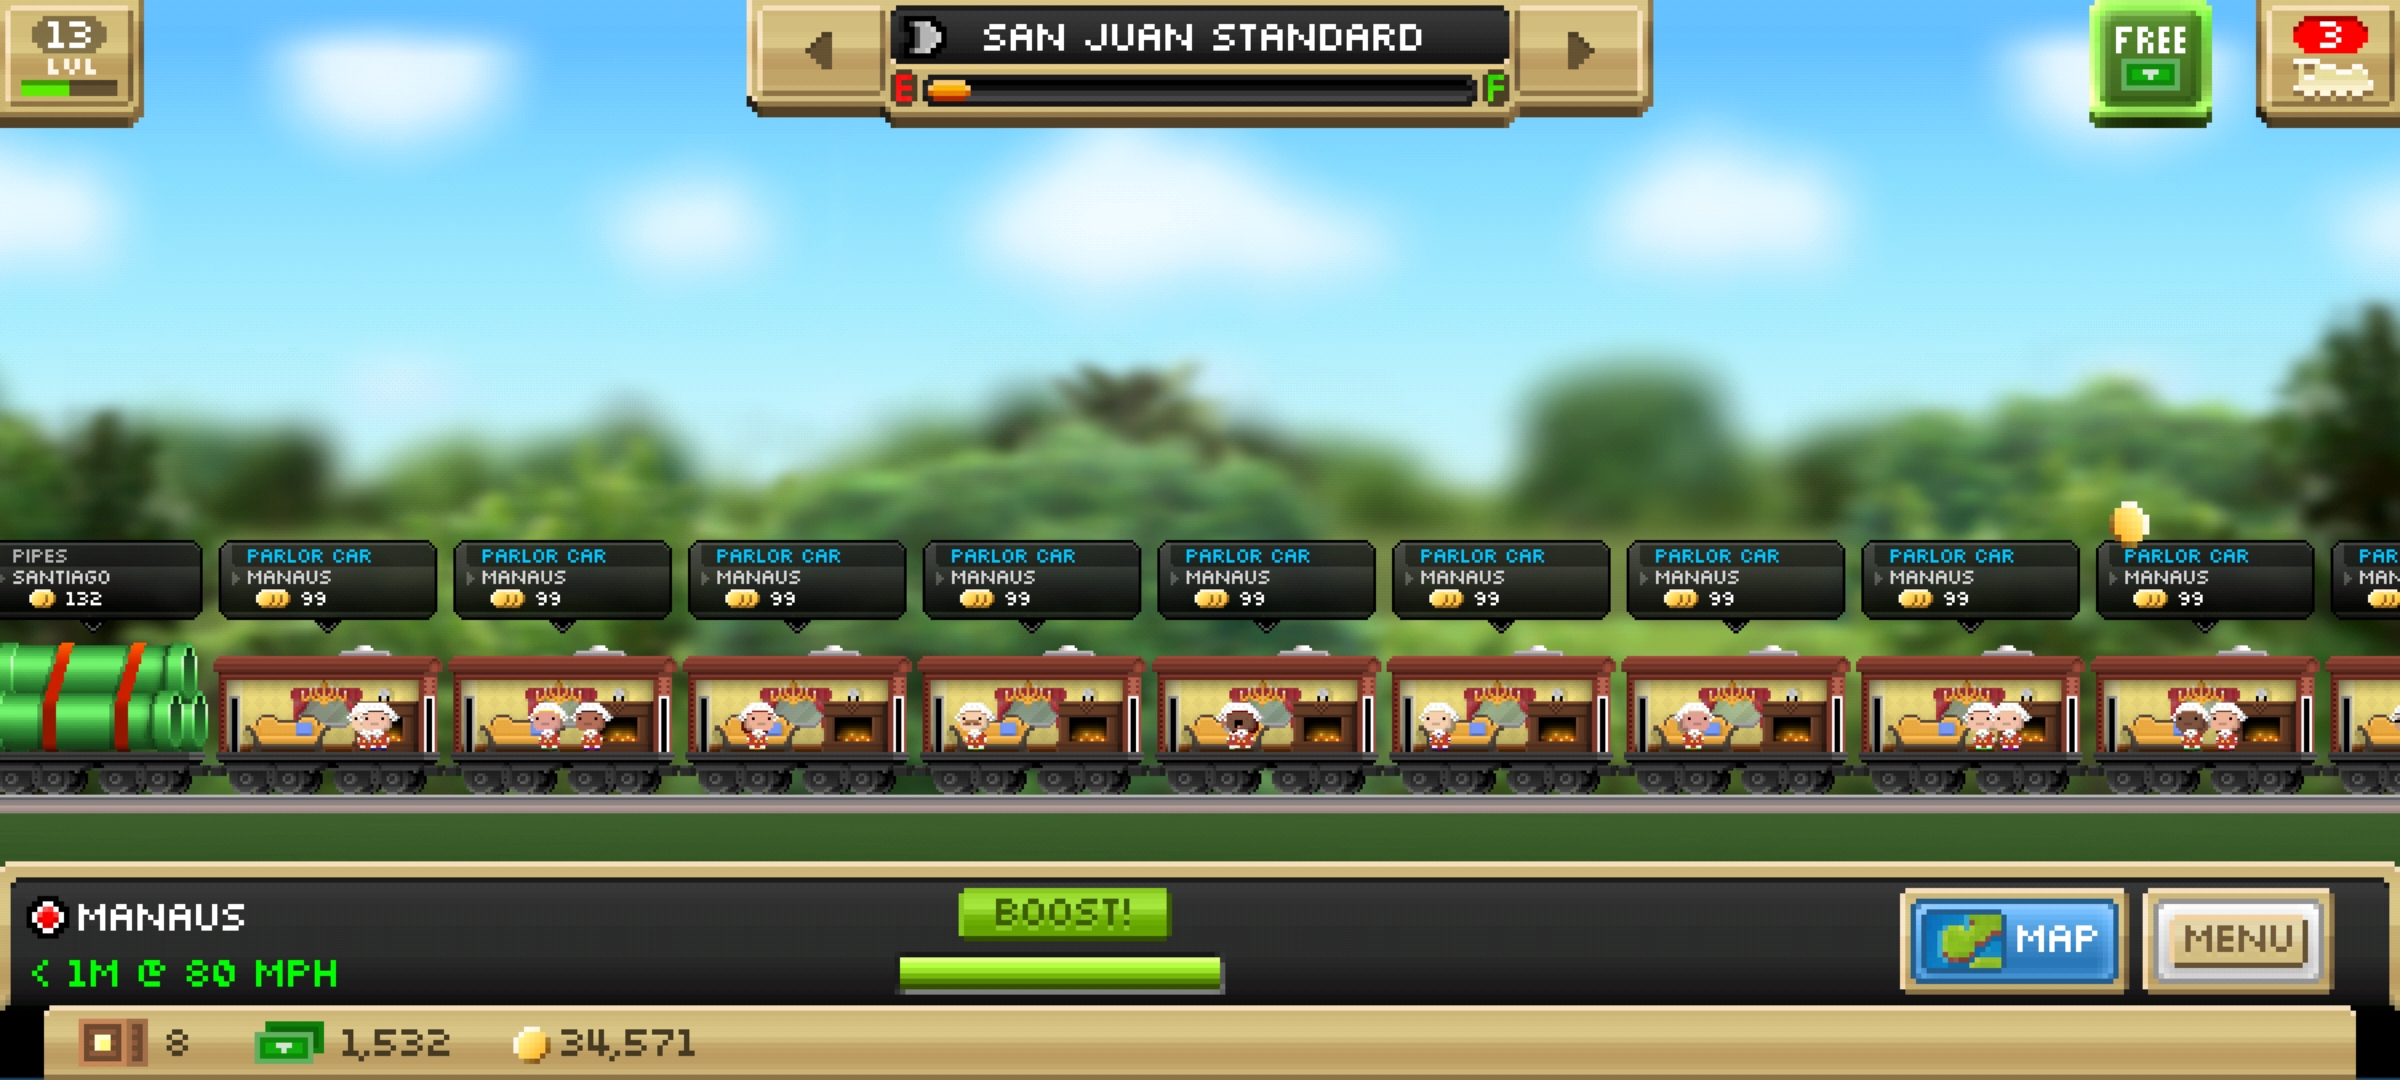 13
LVL
SAN JUAN STANDARD
E F
FREE
3
PIPES
SANTIAGO
132
PARLOR CAR
MANAUS
99
PARLOR CAR
MANAUS
99
PARLOR CAR
MANAUS
99
PARLOR CAR
MANAUS
99
PARLOR CAR
MANAUS
99
PARLOR CAR
MANAUS
99
PARLOR CAR
MANAUS
99
PARLOR CAR
MANAUS
99
PARLOR CAR
MANAUS
99
PAR
MAN
MANAUS
< 1M @ 80 MPH
BOOST!
MAP
MENU
8
1,532
34,571